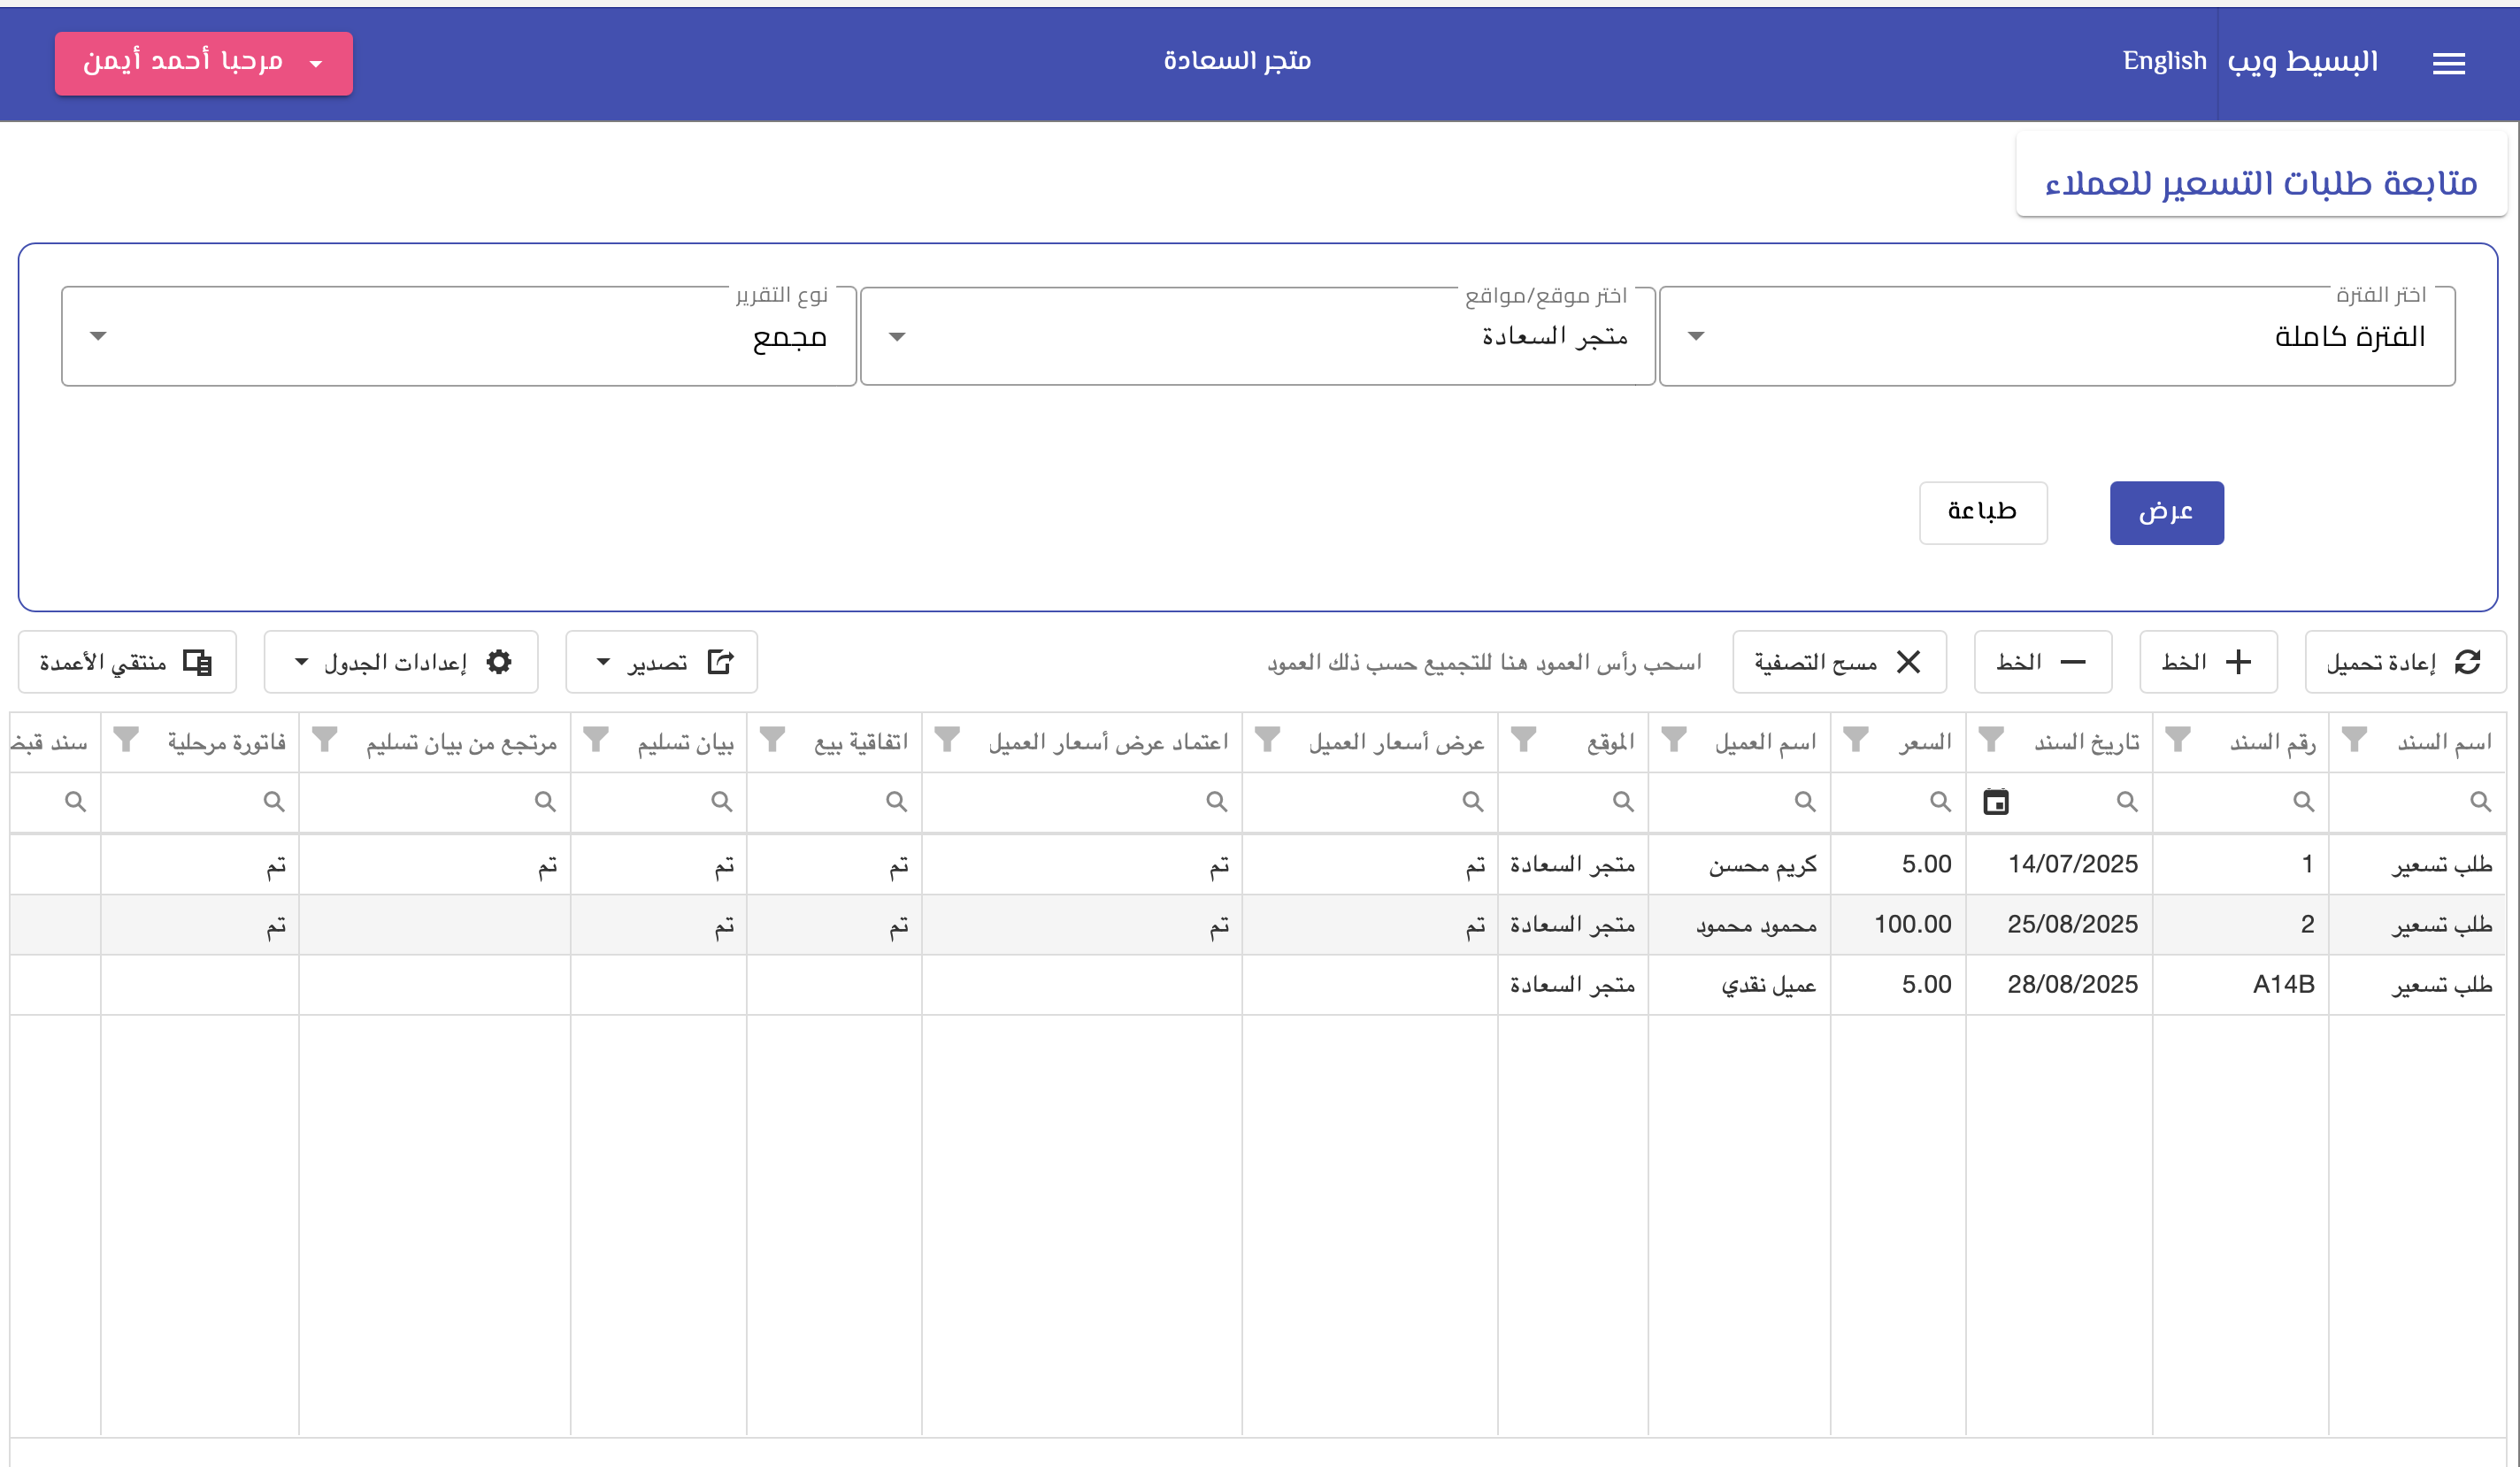 البسيط ويب English متجر السعادة مرحبا أحمد أيمن
متابعة طلبات التسعير للعملاء
اختر الفترة اختر موقع/مواقع نوع التقرير
الفترة كاملة متجر السعادة مجمع
عرض طباعة
إعادة تحميل الخط الخط مسح التصفية اسحب رأس العمود هنا للتجميع حسب ذلك العمود تصدير إعدادات الجدول منتقي الأعمدة
اسم السند رقم السند تاريخ السند السعر اسم العميل الموقع عرض أسعار العميل اعتماد عرض أسعار العميل اتفاقية بيع بيان تسليم مرتجع من بيان تسليم فاتورة مرحلية سند قبض
طلب تسعير 1 14/07/2025 5.00 كريم محسن متجر السعادة تم تم تم تم تم تم
طلب تسعير 2 25/08/2025 100.00 محمود محمود متجر السعادة تم تم تم تم تم
طلب تسعير A14B 28/08/2025 5.00 عميل نقدي متجر السعادة